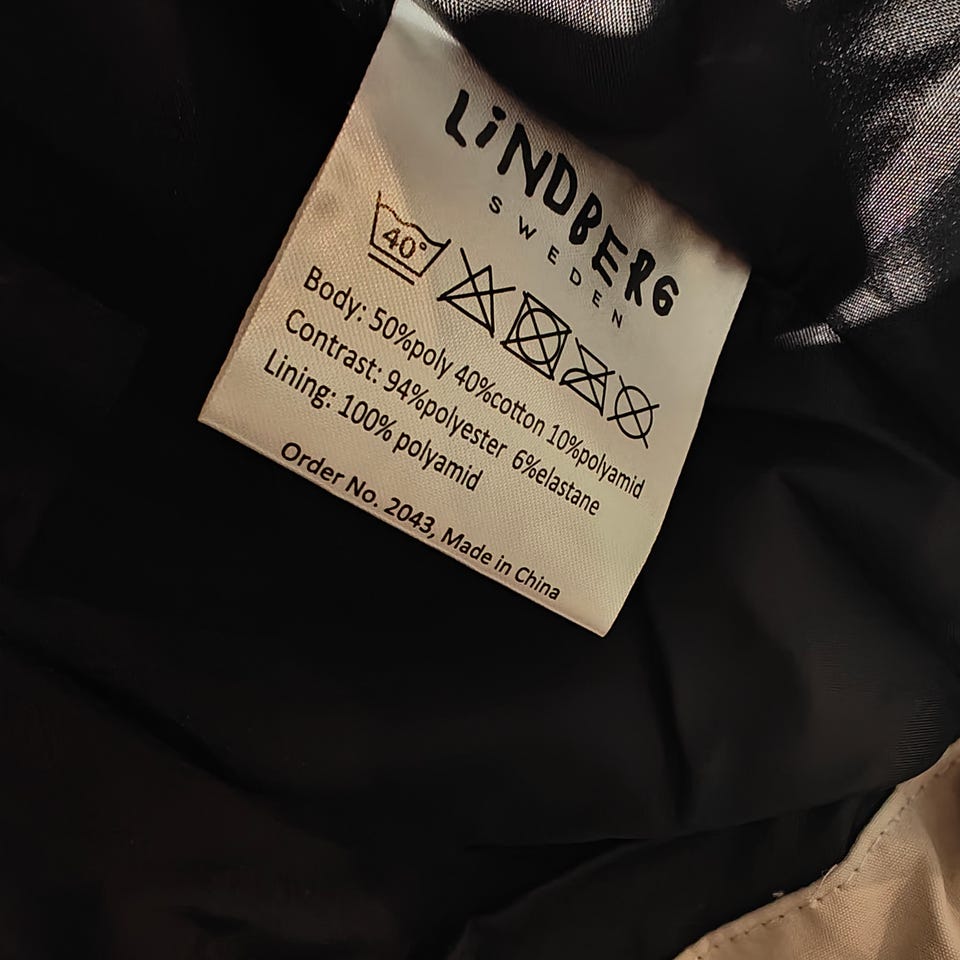 LiNDBERG
SWEDEN
40°
Body: 50%poly 40%cotton 10%polyamid
Contrast: 94%polyester 6%elastane
Lining: 100% polyamid
Order No. 2043, Made in China